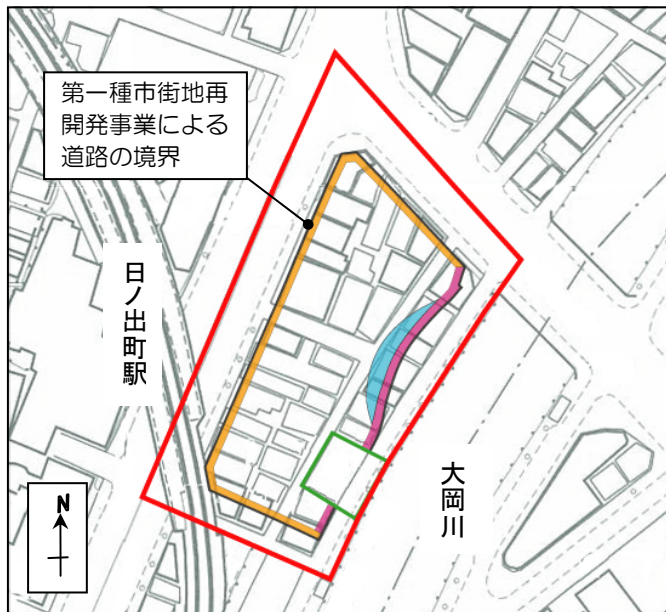 第一種市街地再
開発事業による
道路の境界
日ノ出町駅
大岡川
N